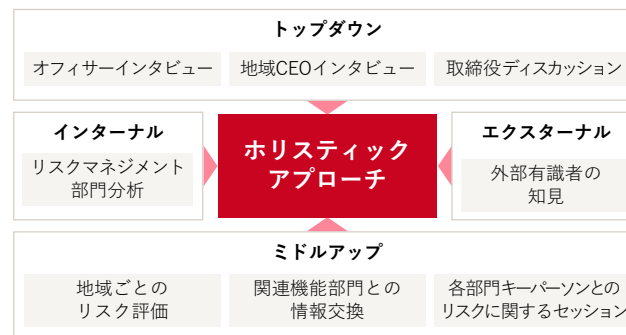 トップダウン
オフィサーインタビュー
地域CEOインタビュー
取締役ディスカッション
インターナル
リスクマネジメント
部門分析
ホリスティック
アプローチ
エクスターナル
外部有識者の
知見
ミドルアップ
地域ごとの
リスク評価
関連機能部門との
情報交換
各部門キーパーソンとの
リスクに関するセッション